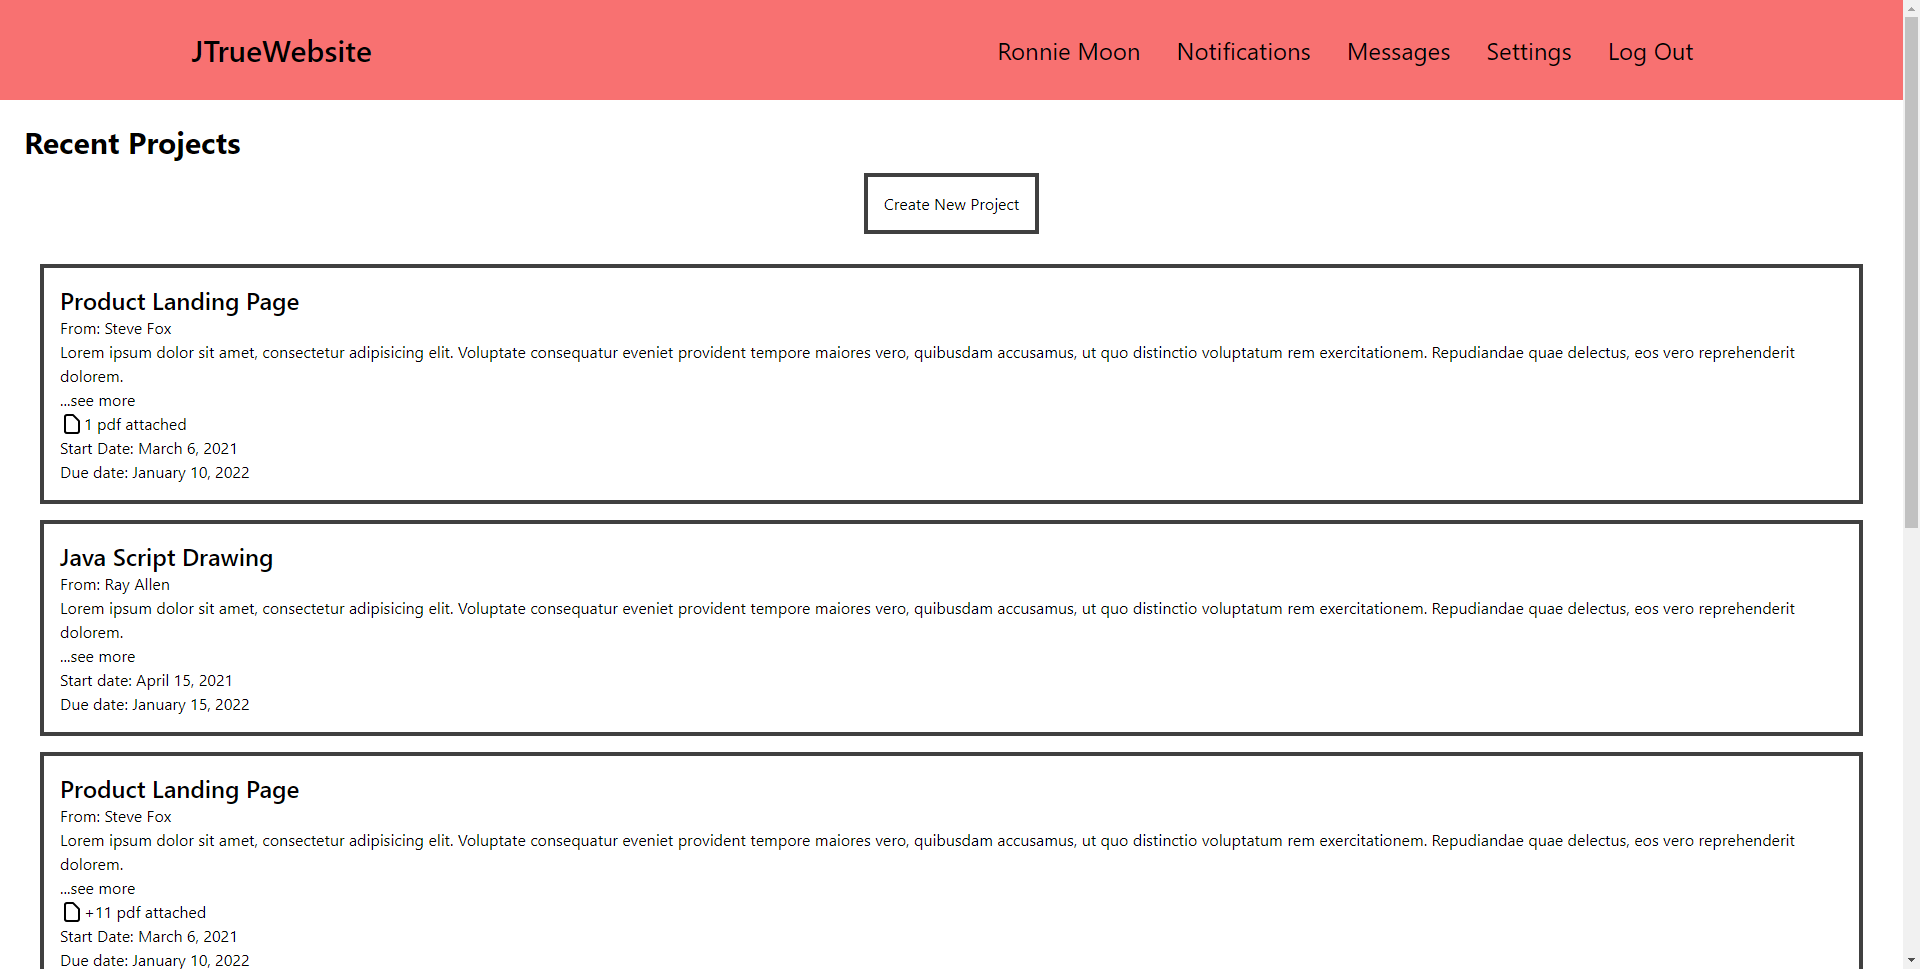 JTrueWebsite
Ronnie Moon Notifications Messages Settings Log Out
Recent Projects
Create New Project
Product Landing Page
From: Steve Fox
Lorem ipsum dolor sit amet, consectetur adipisicing elit. Voluptate consequatur eveniet provident tempore maiores vero, quibusdam accusamus, ut quo distinctio voluptatum rem exercitationem. Repudiandae quae delectus, eos vero reprehenderit
dolorem.
...see more
1 pdf attached
Start Date: March 6, 2021
Due date: January 10, 2022
Java Script Drawing
From: Ray Allen
Lorem ipsum dolor sit amet, consectetur adipisicing elit. Voluptate consequatur eveniet provident tempore maiores vero, quibusdam accusamus, ut quo distinctio voluptatum rem exercitationem. Repudiandae quae delectus, eos vero reprehenderit
dolorem.
...see more
Start date: April 15, 2021
Due date: January 15, 2022
Product Landing Page
From: Steve Fox
Lorem ipsum dolor sit amet, consectetur adipisicing elit. Voluptate consequatur eveniet provident tempore maiores vero, quibusdam accusamus, ut quo distinctio voluptatum rem exercitationem. Repudiandae quae delectus, eos vero reprehenderit
dolorem.
...see more
+11 pdf attached
Start Date: March 6, 2021
Due date: January 10, 2022